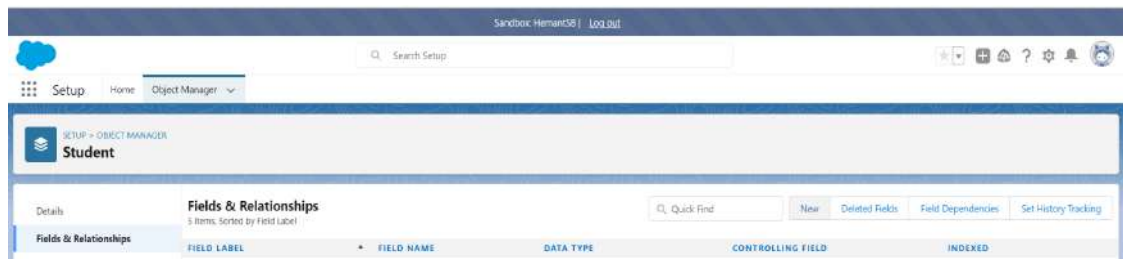 Sandbox: HemantSB | Log out
Search Setup
Setup Home Object Manager
SETUP > OBJECT MANAGER
Student
Details
Fields & Relationships
Fields & Relationships
5 Items, Sorted by Field Label
Quick Find New Deleted Fields Field Dependencies Set History Tracking
FIELD LABEL FIELD NAME DATA TYPE CONTROLLING FIELD INDEXED